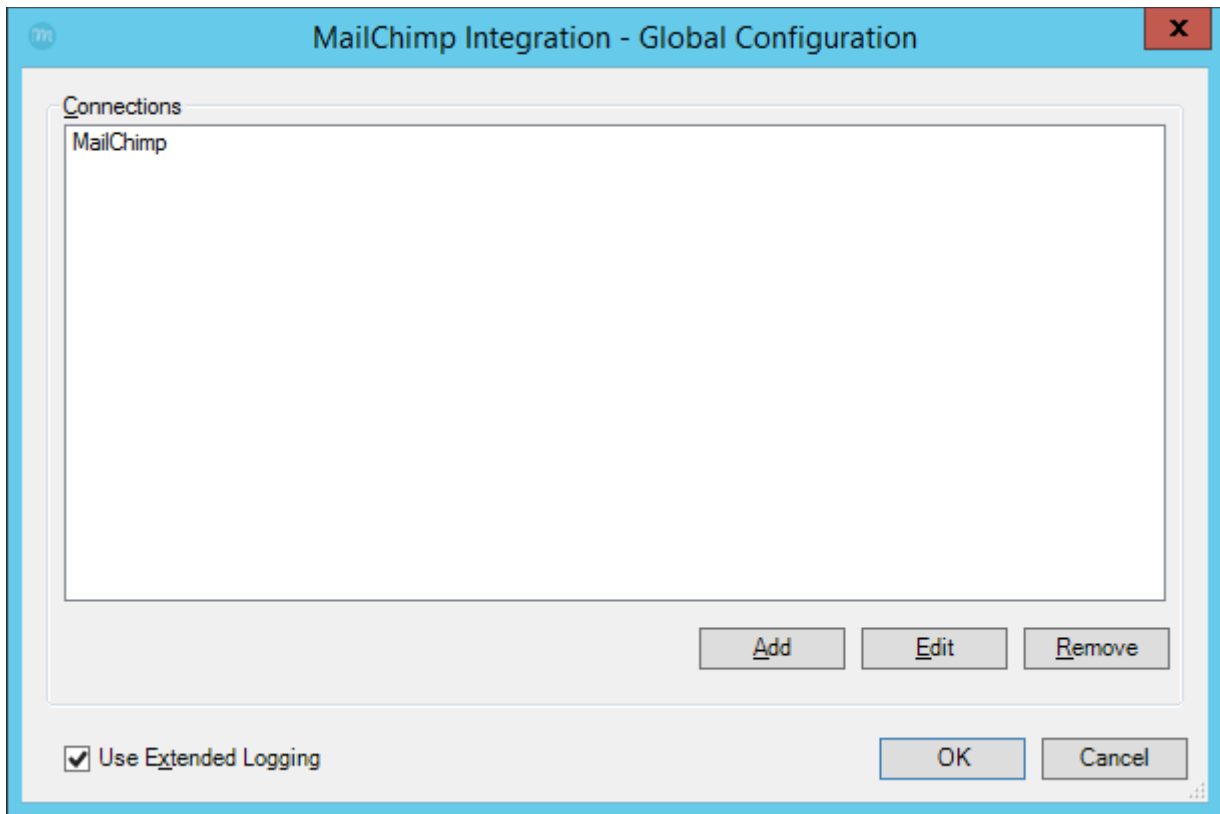 MailChimp Integration - Global Configuration
x
Connections
MailChimp
Add Edit Remove
Use Extended Logging OK Cancel